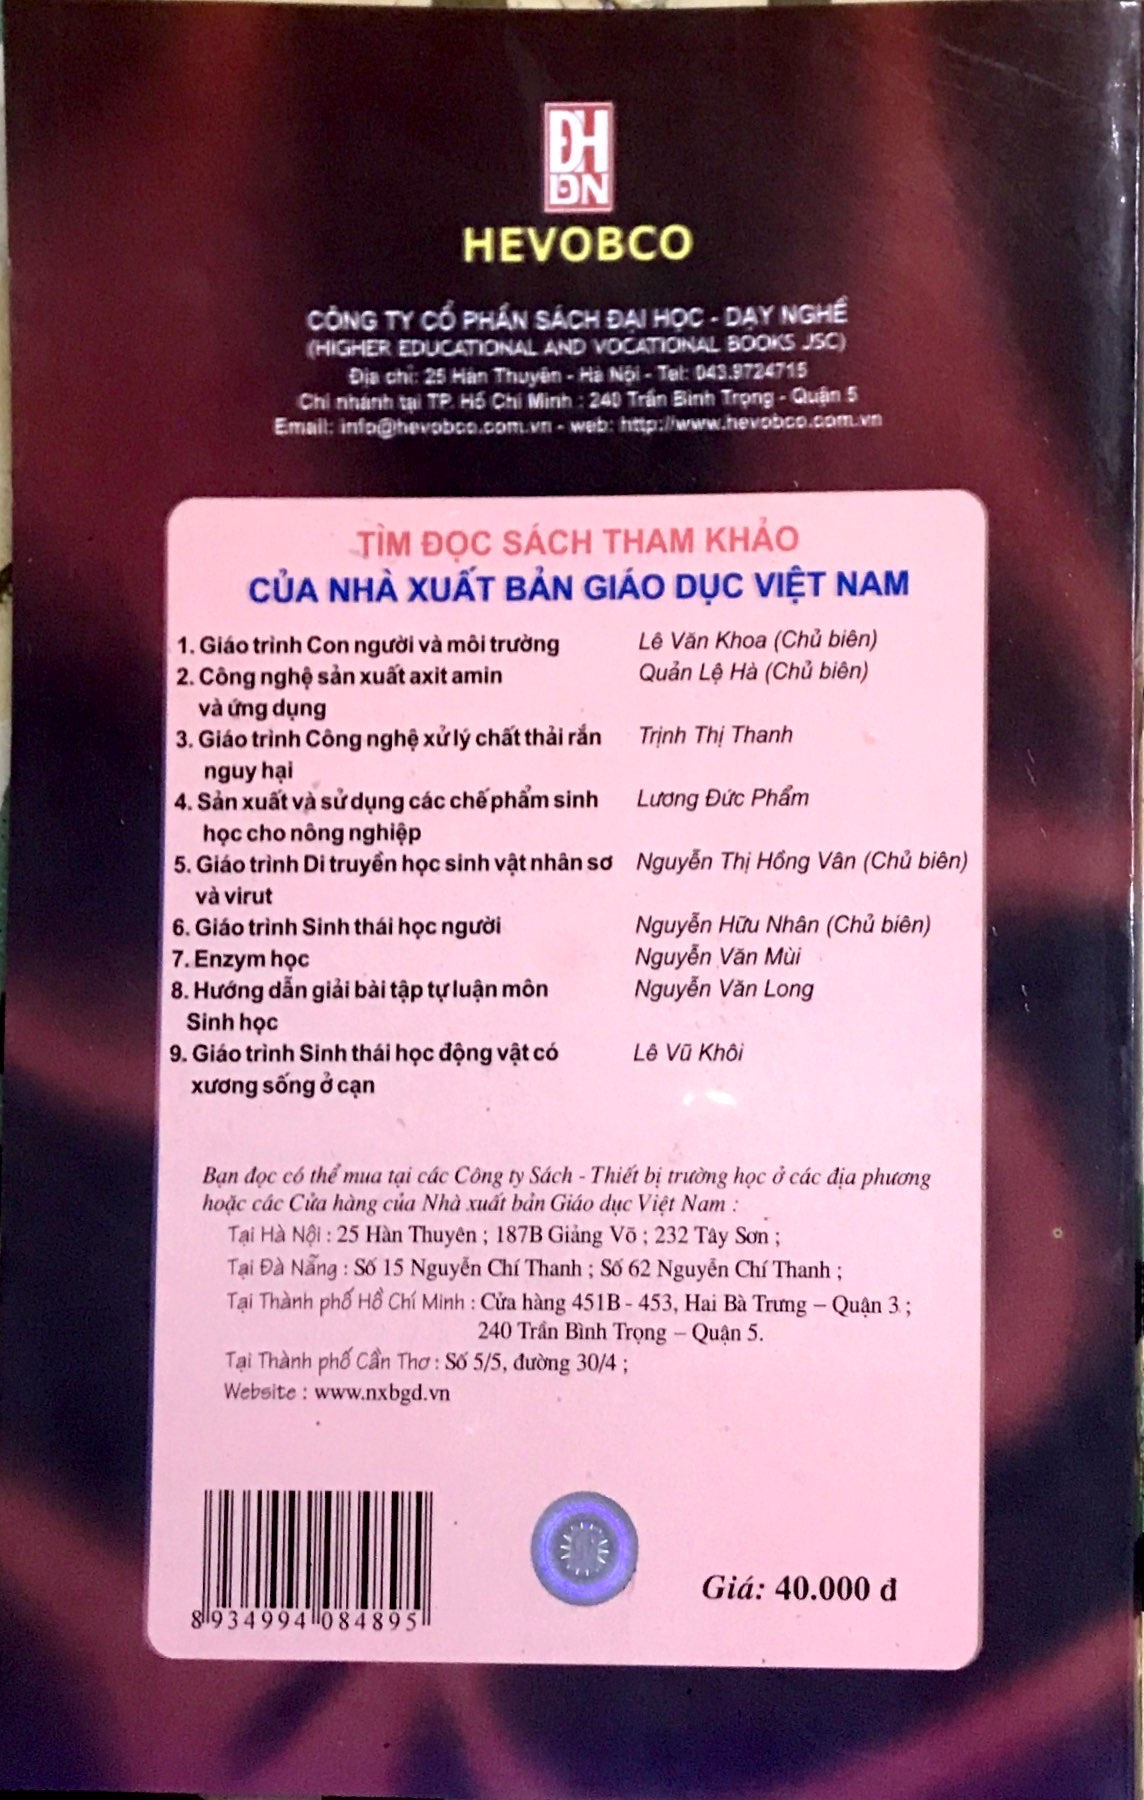 ĐH
DN
HEVOBCO
CÔNG TY CỔ PHẦN SÁCH ĐẠI HỌC - DẠY NGHỀ
(HIGHER EDUCATIONAL AND VOCATIONAL BOOKS JSC)
Địa chỉ: 25 Hàn Thuyên - Hà Nội - Tel: 043.9724715
Chi nhánh tại TP. Hồ Chí Minh : 240 Trần Bình Trọng - Quận 5
Email: info@hevobco.com.vn - web: http://www.hevobco.com.vn
TÌM ĐỌC SÁCH THAM KHẢO
CỦA NHÀ XUẤT BẢN GIÁO DỤC VIỆT NAM
1. Giáo trình Con người và môi trường Lê Văn Khoa (Chủ biên)
2. Công nghệ sản xuất axit amin Quản Lệ Hà (Chủ biên)
và ứng dụng
3. Giáo trình Công nghệ xử lý chất thải rắn Trịnh Thị Thanh
nguy hại
4. Sản xuất và sử dụng các chế phẩm sinh Lương Đức Phẩm
học cho nông nghiệp
5. Giáo trình Di truyền học sinh vật nhân sơ Nguyễn Thị Hồng Vân (Chủ biên)
và virut
6. Giáo trình Sinh thái học người Nguyễn Hữu Nhân (Chủ biên)
7. Enzym học Nguyễn Văn Mùi
8. Hướng dẫn giải bài tập tự luận môn Nguyễn Văn Long
Sinh học
9. Giáo trình Sinh thái học động vật có Lê Vũ Khôi
xương sống ở cạn
Bạn đọc có thể mua tại các Công ty Sách - Thiết bị trường học ở các địa phương
hoặc các Cửa hàng của Nhà xuất bản Giáo dục Việt Nam :
Tại Hà Nội : 25 Hàn Thuyên ; 187B Giảng Võ ; 232 Tây Sơn ;
Tại Đà Nẵng : Số 15 Nguyễn Chí Thanh ; Số 62 Nguyễn Chí Thanh ;
Tại Thành phố Hồ Chí Minh : Cửa hàng 451B - 453, Hai Bà Trưng – Quận 3 ;
240 Trần Bình Trọng – Quận 5.
Tại Thành phố Cần Thơ : Số 5/5, đường 30/4 ;
Website : www.nxbgd.vn
8 934994 084895
Giá: 40.000 đ